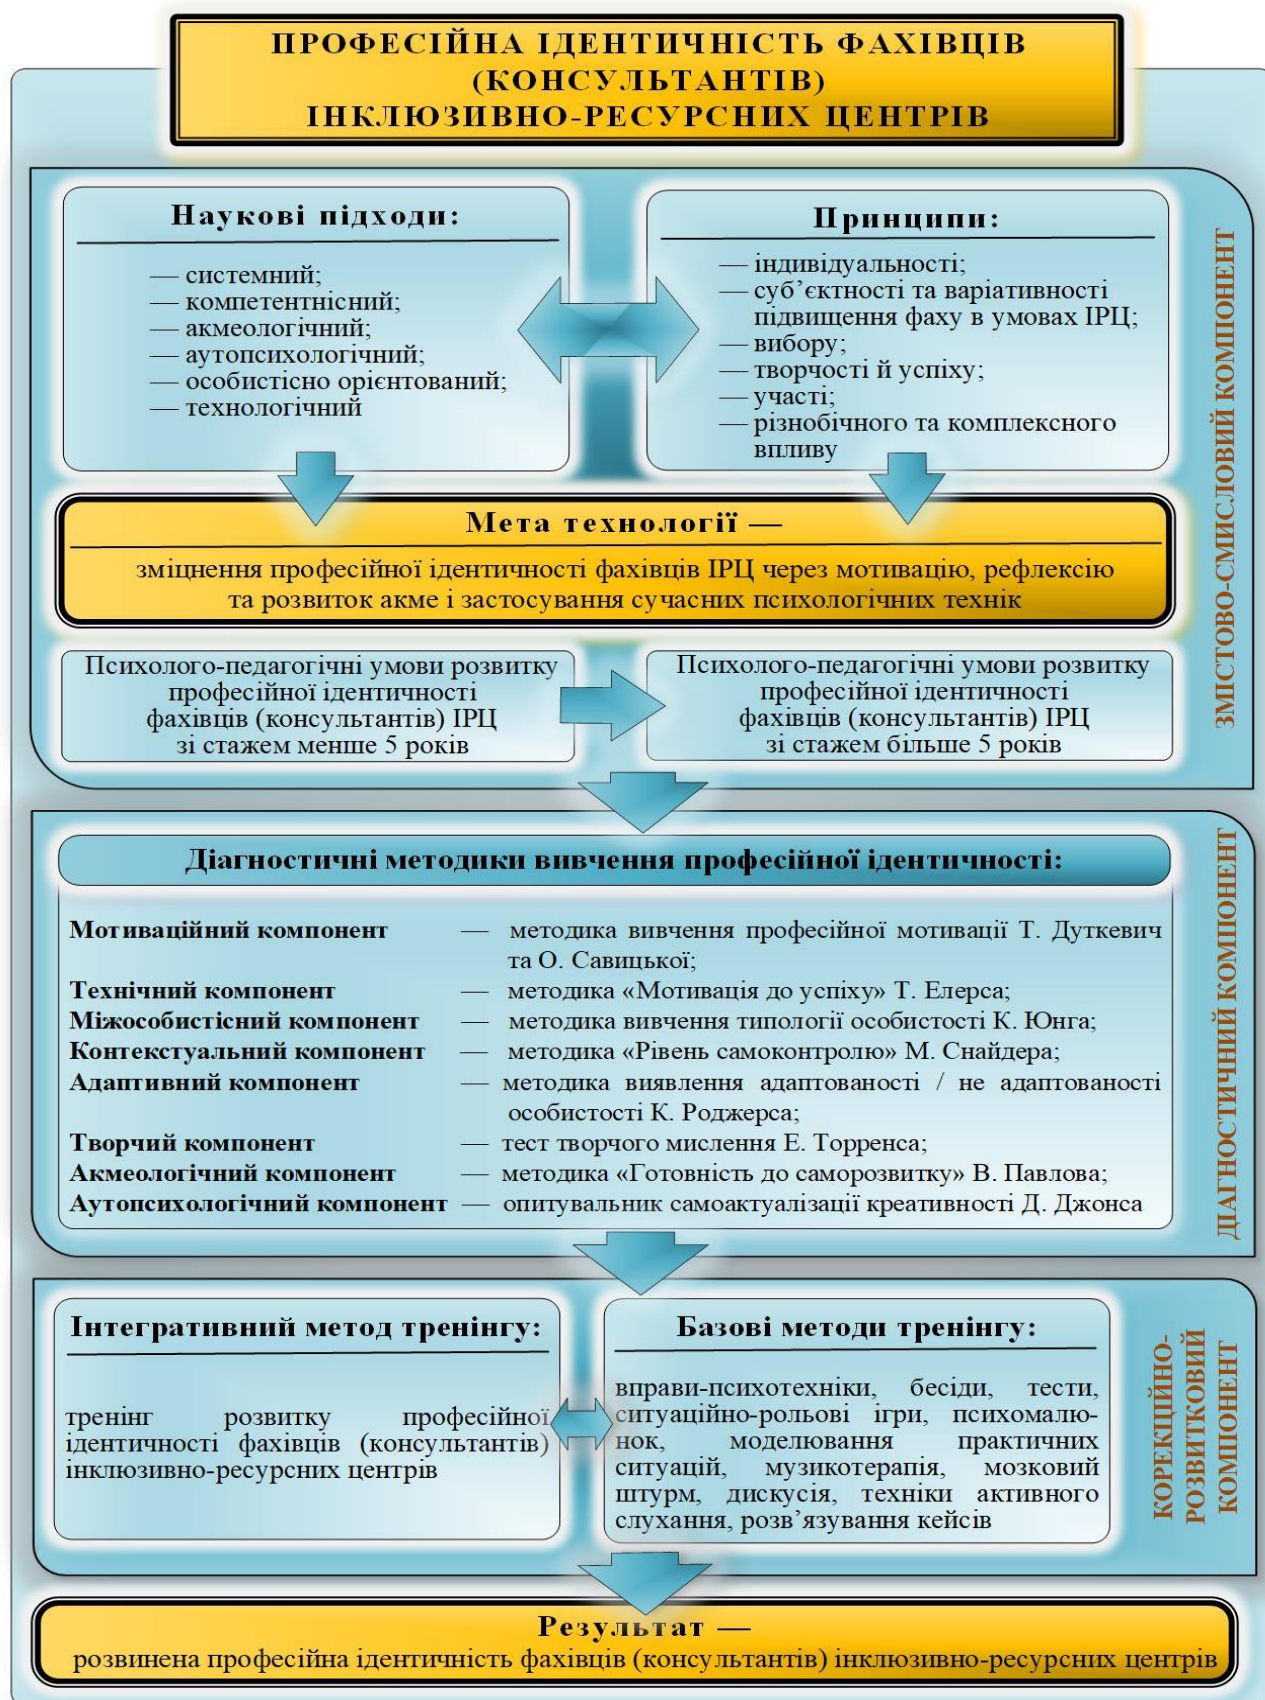 ПРОФЕСІЙНА ІДЕНТИЧНІСТЬ ФАХІВЦІВ
(КОНСУЛЬТАНТІВ)
ІНКЛЮЗИВНО-РЕСУРСНИХ ЦЕНТРІВ
Наукові підходи:
— системний;
— компетентнісний;
— акмеологічний;
— аутопсихологічний;
— особистісно орієнтований;
— технологічний
Принципи:
— індивідуальності;
— суб’єктності та варіативності
підвищення фаху в умовах ІРЦ;
— вибору;
— творчості й успіху;
— участі;
— різнобічного та комплексного
впливу
Мета технології —
зміцнення професійної ідентичності фахівців ІРЦ через мотивацію, рефлексію
та розвиток акме і застосування сучасних психологічних технік
Психолого-педагогічні умови розвитку
професійної ідентичності
фахівців (консультантів) ІРЦ
зі стажем менше 5 років
Психолого-педагогічні умови розвитку
професійної ідентичності
фахівців (консультантів) ІРЦ
зі стажем більше 5 років
ЗМІСТОВО-СМИСЛОВИЙ КОМПОНЕНТ
Діагностичні методики вивчення професійної ідентичності:
Мотиваційний компонент — методика вивчення професійної мотивації Т. Дуткевич
та О. Савицької;
Технічний компонент — методика «Мотивація до успіху» Т. Елерса;
Міжособистісний компонент — методика вивчення типології особистості К. Юнга;
Контекстуальний компонент — методика «Рівень самоконтролю» М. Снайдера;
Адаптивний компонент — методика виявлення адаптованості / не адаптованості
особистості К. Роджерса;
Творчий компонент — тест творчого мислення Е. Торренса;
Акмеологічний компонент — методика «Готовність до саморозвитку» В. Павлова;
Аутопсихологічний компонент — опитувальник самоактуалізації креативності Д. Джонса
ДІАГНОСТИЧНИЙ КОМПОНЕНТ
Інтегративний метод тренінгу:
тренінг розвитку професійної
ідентичності фахівців (консультантів)
інклюзивно-ресурсних центрів
Базові методи тренінгу:
вправи-психотехніки, бесіди, тести,
ситуаційно-рольові ігри, психомалю-
нок, моделювання практичних
ситуацій, музикотерапія, мозковий
штурм, дискусія, техніки активного
слухання, розв’язування кейсів
КОРЕКЦІЙНО-
РОЗВИТКОВИЙ
КОМПОНЕНТ
Результат —
розвинена професійна ідентичність фахівців (консультантів) інклюзивно-ресурсних центрів